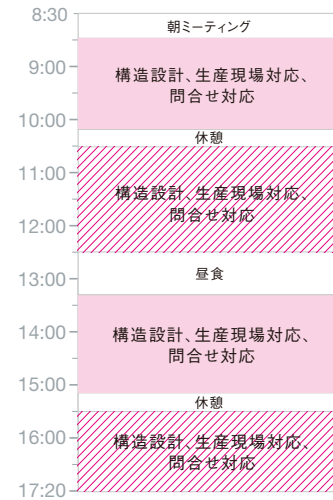 8:30
朝ミーティング
9:00
構造設計、生産現場対応、
問合せ対応
10:00
休憩
11:00
構造設計、生産現場対応、
問合せ対応
12:00
13:00
昼食
14:00
構造設計、生産現場対応、
問合せ対応
15:00
休憩
16:00
構造設計、生産現場対応、
問合せ対応
17:20